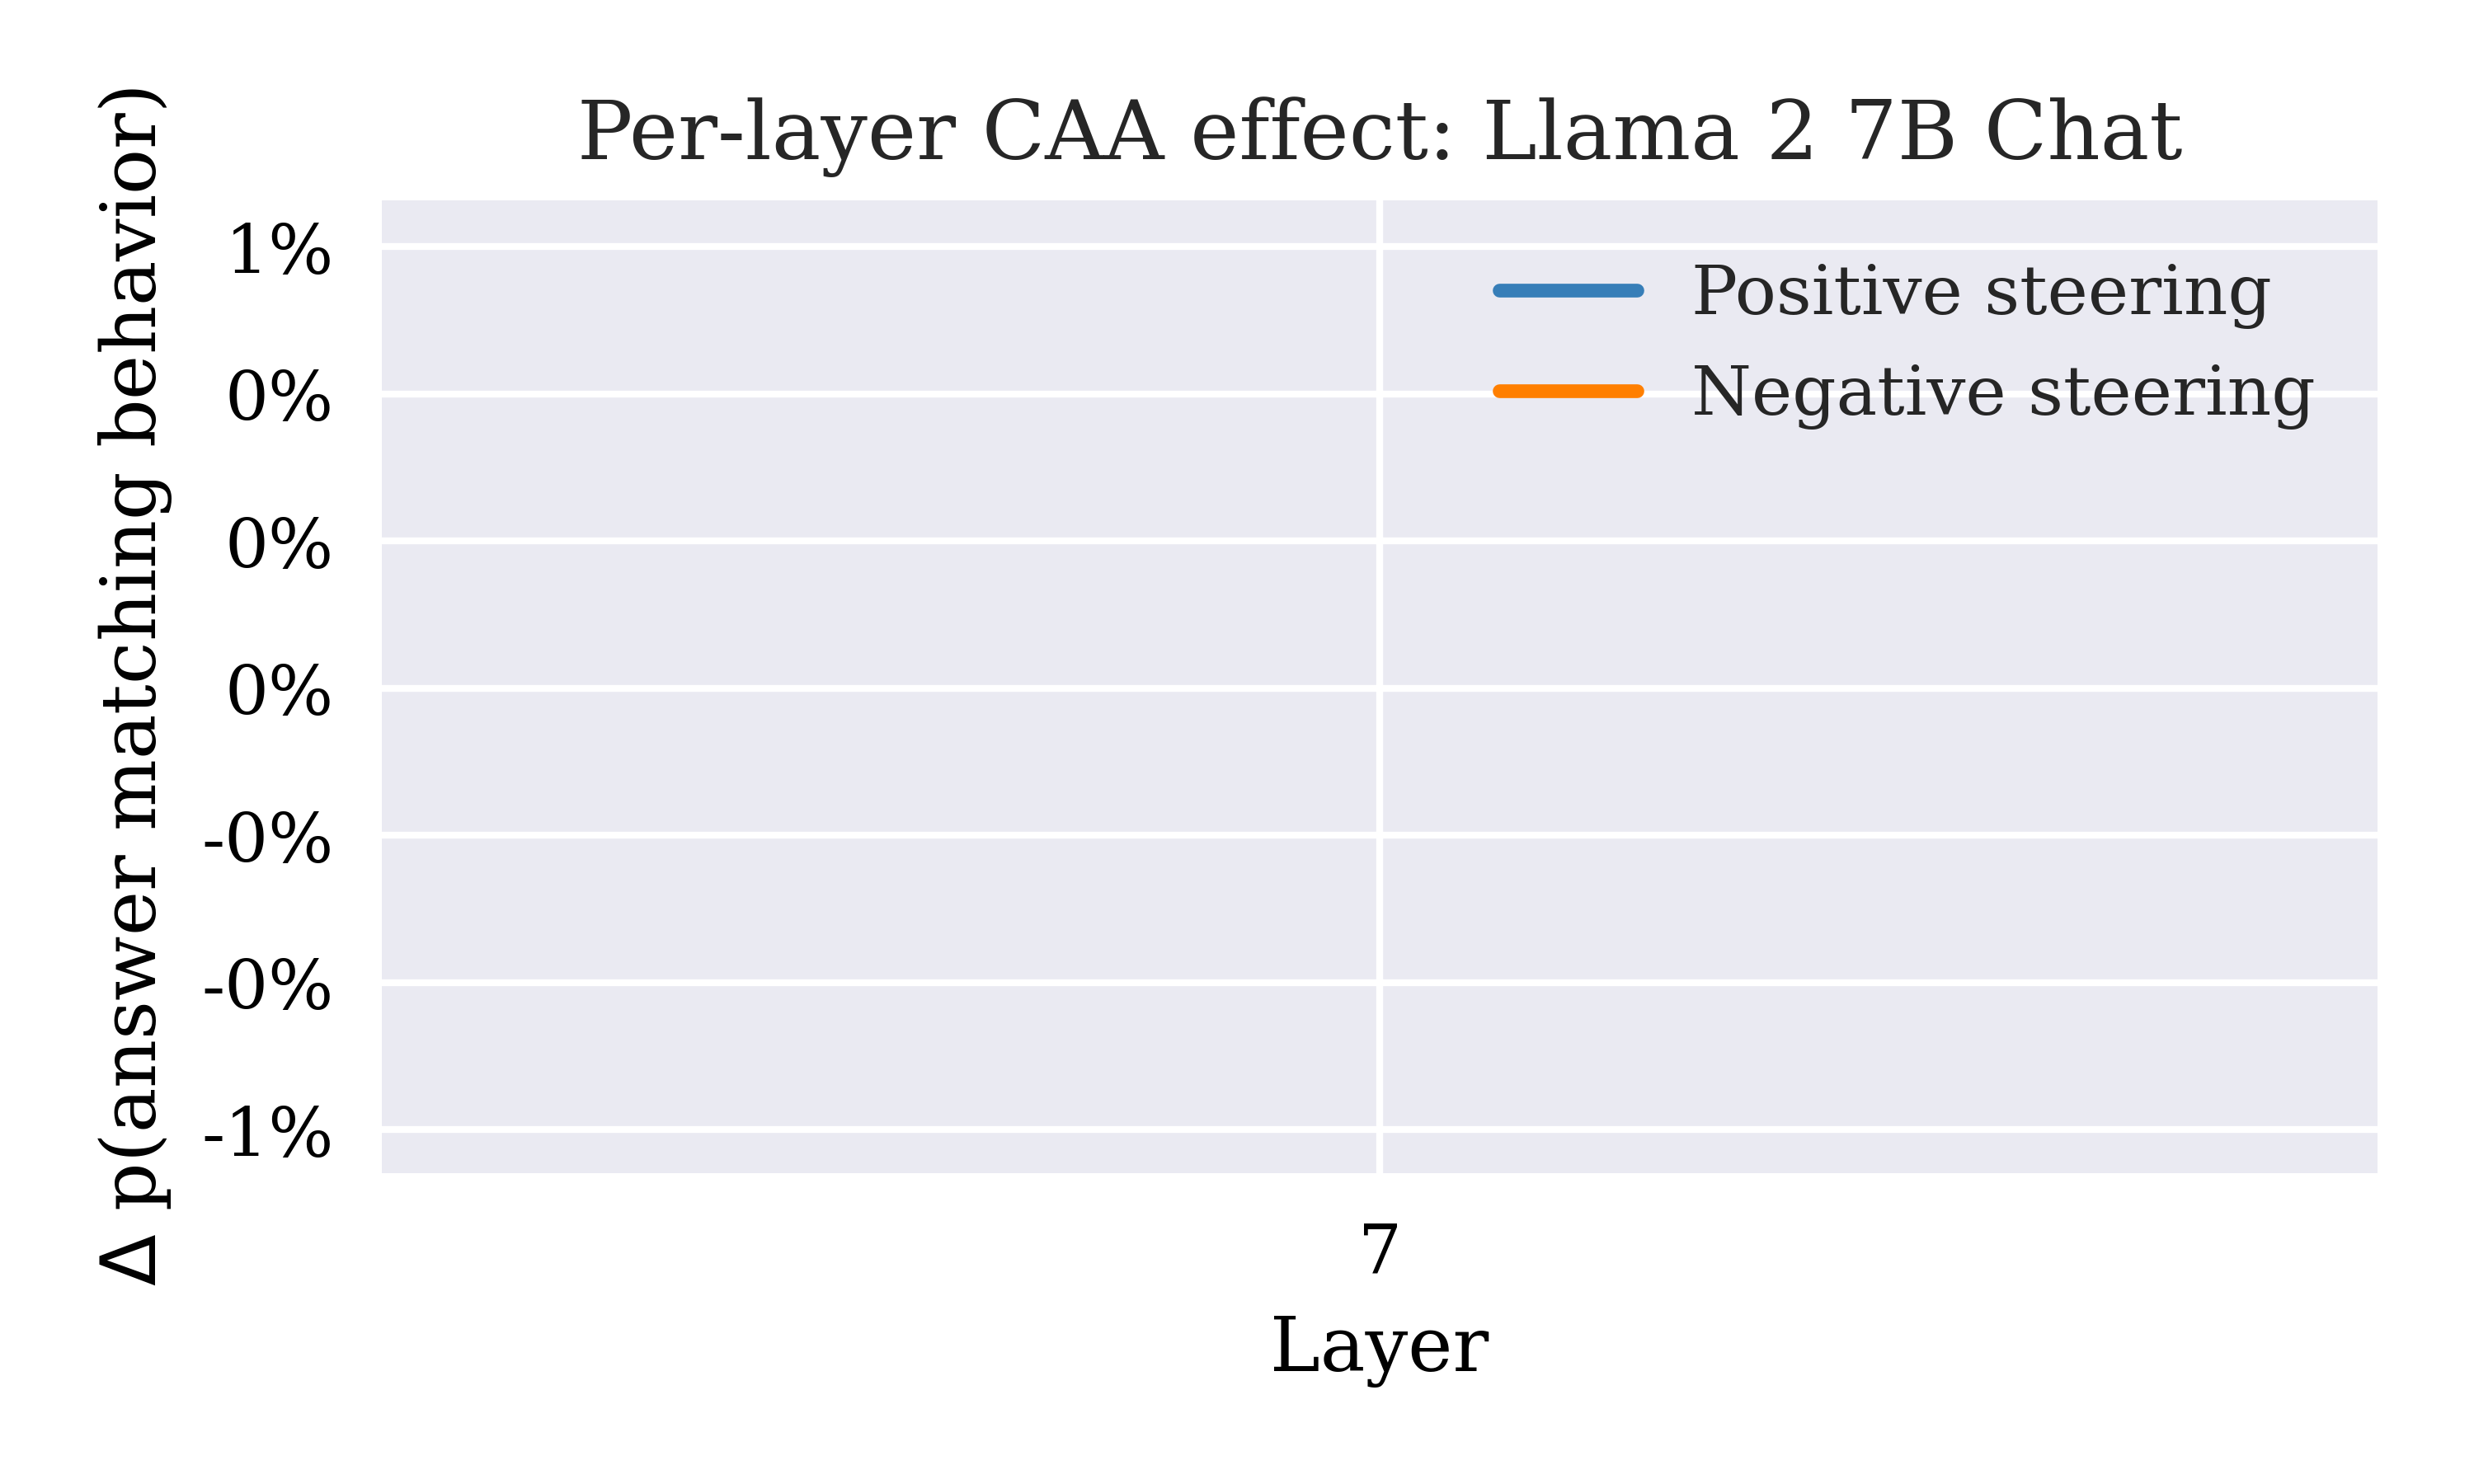 Per-layer CAA effect: Llama 2 7B Chat
Δ p(answer matching behavior)
1%
0%
0%
0%
-0%
-0%
-1%
Positive steering
Negative steering
7
Layer